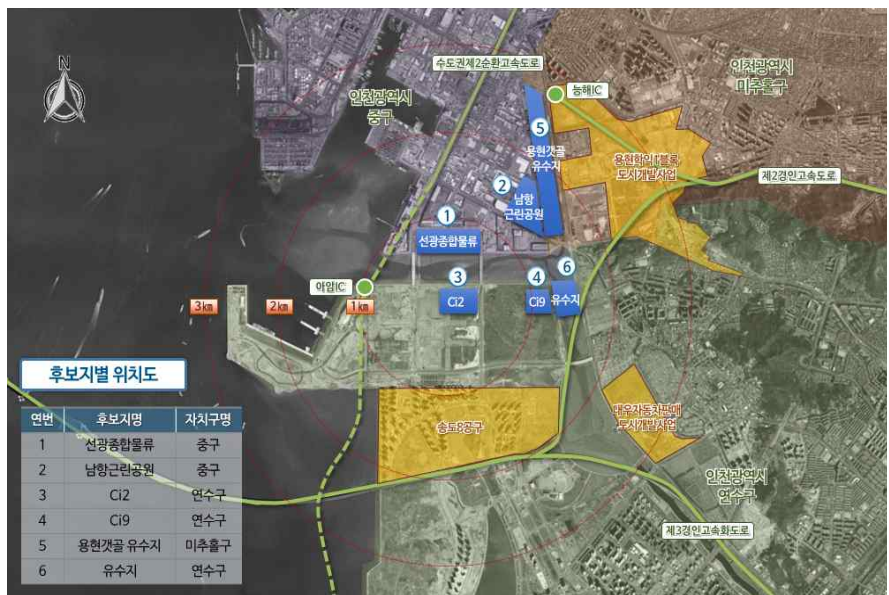 N
수도권제2순환고속도로
인천광역시
중구
능해IC
인천광역시
미추홀구
5
용현갯골
유수지
용현학익1블록
도시개발사업
제2경인고속도로
2
남항
근린공원
1
선광종합물류
아암IC
3
Ci2
4
Ci9
6
유수지
3㎞
2㎞
1㎞
후보지별 위치도
연번 후보지명 자치구명
1 선광종합물류 중구
2 남항근린공원 중구
3 Ci2 연수구
4 Ci9 연수구
5 용현갯골 유수지 미추홀구
6 유수지 연수구
송도8공구
대우자동차판매
도시개발사업
인천광역시
연수구
제3경인고속화도로